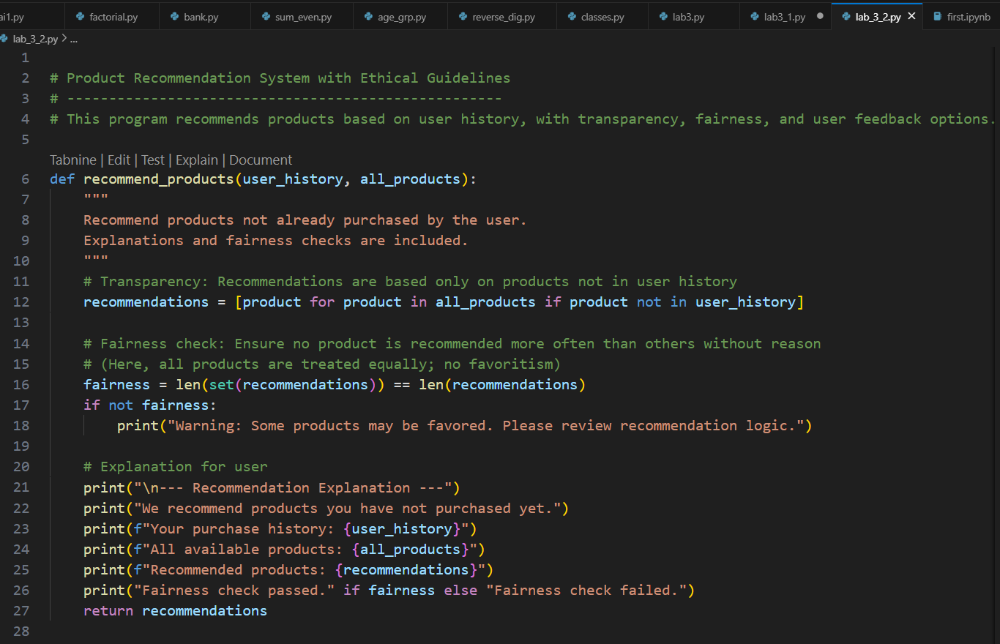 ai1.py factorial.py bank.py sum_even.py age_grp.py reverse_dig.py classes.py lab3.py lab3_1.py lab_3_2.py first.ipynb
lab_3_2.py > ...
1
2 # Product Recommendation System with Ethical Guidelines
3 # ----------------------------------------------------
4 # This program recommends products based on user history, with transparency, fairness, and user feedback options.
5
Tabnine | Edit | Test | Explain | Document
6 def recommend_products(user_history, all_products):
7     """
8     Recommend products not already purchased by the user.
9     Explanations and fairness checks are included.
10     """
11     # Transparency: Recommendations are based only on products not in user history
12     recommendations = [product for product in all_products if product not in user_history]
13
14     # Fairness check: Ensure no product is recommended more often than others without reason
15     # (Here, all products are treated equally; no favoritism)
16     fairness = len(set(recommendations)) == len(recommendations)
17     if not fairness:
18         print("Warning: Some products may be favored. Please review recommendation logic.")
19
20     # Explanation for user
21     print("\n--- Recommendation Explanation ---")
22     print("We recommend products you have not purchased yet.")
23     print(f"Your purchase history: {user_history}")
24     print(f"All available products: {all_products}")
25     print(f"Recommended products: {recommendations}")
26     print("Fairness check passed." if fairness else "Fairness check failed.")
27     return recommendations
28